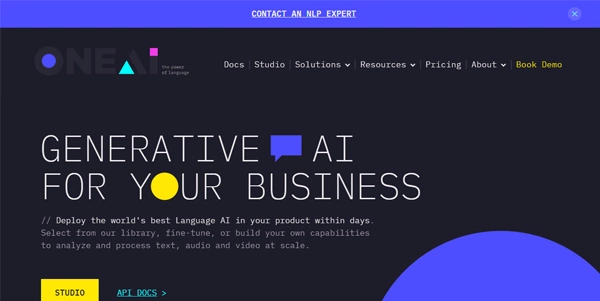 CONTACT AN NLP EXPERT
ONEAI
the power
of language
Docs Studio Solutions Resources Pricing About Book Demo
GENERATIVE AI
FOR YOUR BUSINESS
// Deploy the world's best Language AI in your product within days.
Select from our library, fine-tune, or build your own capabilities
to analyze and process text, audio and video at scale.
STUDIO API DOCS >